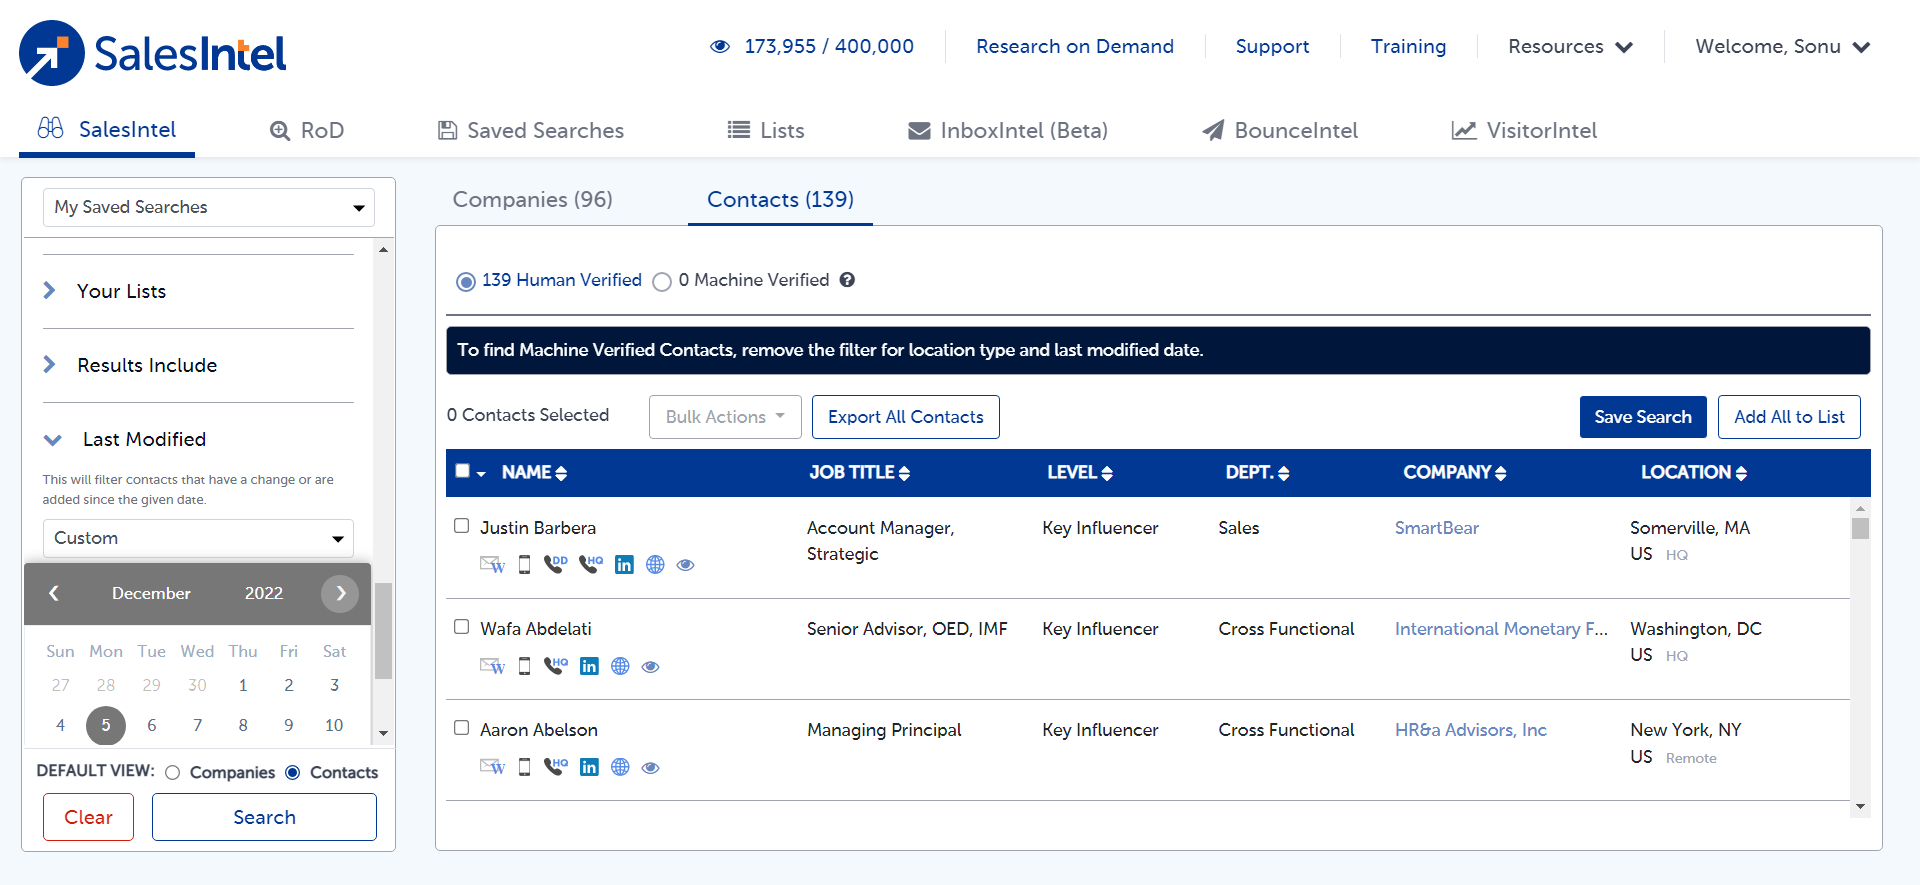 SalesIntel
173,955 / 400,000
Research on Demand
Support
Training
Resources
Welcome, Sonu
SalesIntel
RoD
Saved Searches
Lists
InboxIntel (Beta)
BounceIntel
VisitorIntel
My Saved Searches
Your Lists
Results Include
Last Modified
This will filter contacts that have a change or are
added since the given date.
Custom
December 2022
Sun Mon Tue Wed Thu Fri Sat
27 28 29 30 1 2 3
4 5 6 7 8 9 10
DEFAULT VIEW: Companies Contacts
Clear
Search
Companies (96)
Contacts (139)
139 Human Verified
0 Machine Verified ?
To find Machine Verified Contacts, remove the filter for location type and last modified date.
0 Contacts Selected
Bulk Actions
Export All Contacts
Save Search
Add All to List
NAME JOB TITLE LEVEL DEPT. COMPANY LOCATION
Justin Barbera Account Manager, Key Influencer Sales SmartBear Somerville, MA
Strategic US HQ
W DD HQ in
Wafa Abdelati Senior Advisor, OED, IMF Key Influencer Cross Functional International Monetary F... Washington, DC
US HQ
W HQ in
Aaron Abelson Managing Principal Key Influencer Cross Functional HR&a Advisors, Inc New York, NY
US Remote
W HQ in